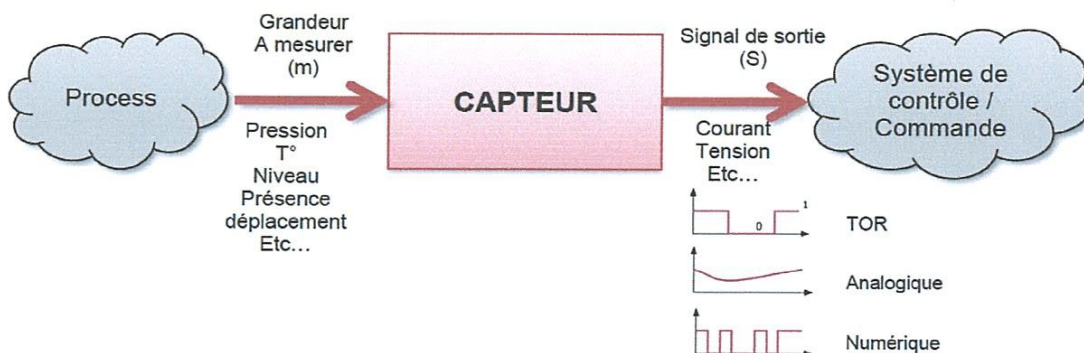 Process
Grandeur
A mesurer
(m)
Pression
T°
Niveau
Présence
déplacement
Etc...
CAPTEUR
Signal de sortie
(S)
Courant
Tension
Etc...
Système de
contrôle /
Commande
1
0
TOR
Analogique
Numérique